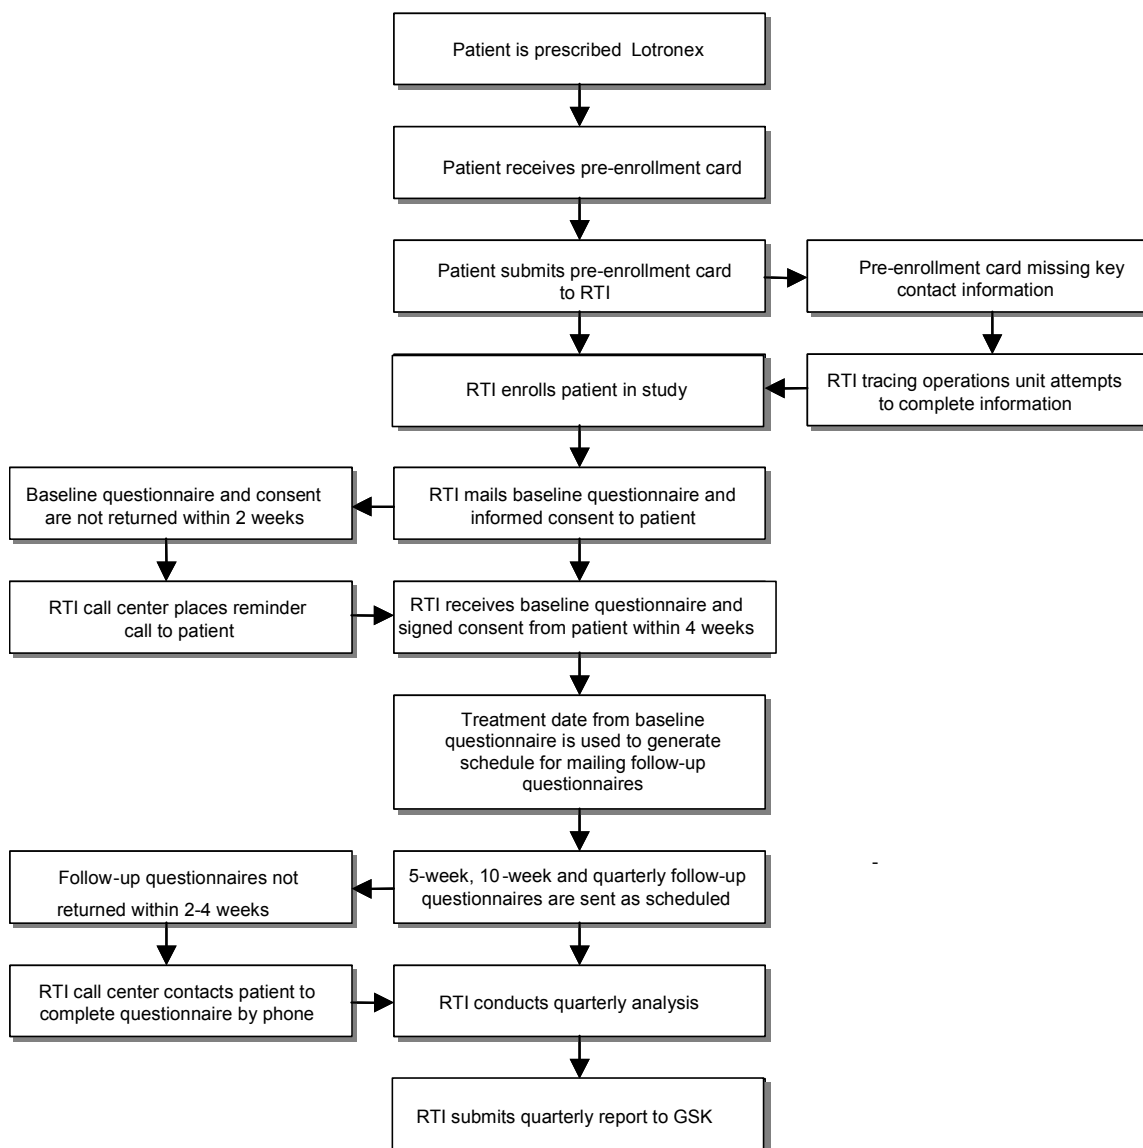 Patient is prescribed Lotronex
Patient receives pre-enrollment card
Patient submits pre-enrollment card
to RTI
Pre-enrollment card missing key
contact information
RTI enrolls patient in study
RTI tracing operations unit attempts
to complete information
Baseline questionnaire and consent
are not returned within 2 weeks
RTI mails baseline questionnaire and
informed consent to patient
RTI call center places reminder
call to patient
RTI receives baseline questionnaire and
signed consent from patient within 4 weeks
Treatment date from baseline
questionnaire is used to generate
schedule for mailing follow-up
questionnaires
Follow-up questionnaires not
returned within 2-4 weeks
5-week, 10-week and quarterly follow-up
questionnaires are sent as scheduled
-
RTI call center contacts patient to
complete questionnaire by phone
RTI conducts quarterly analysis
RTI submits quarterly report to GSK